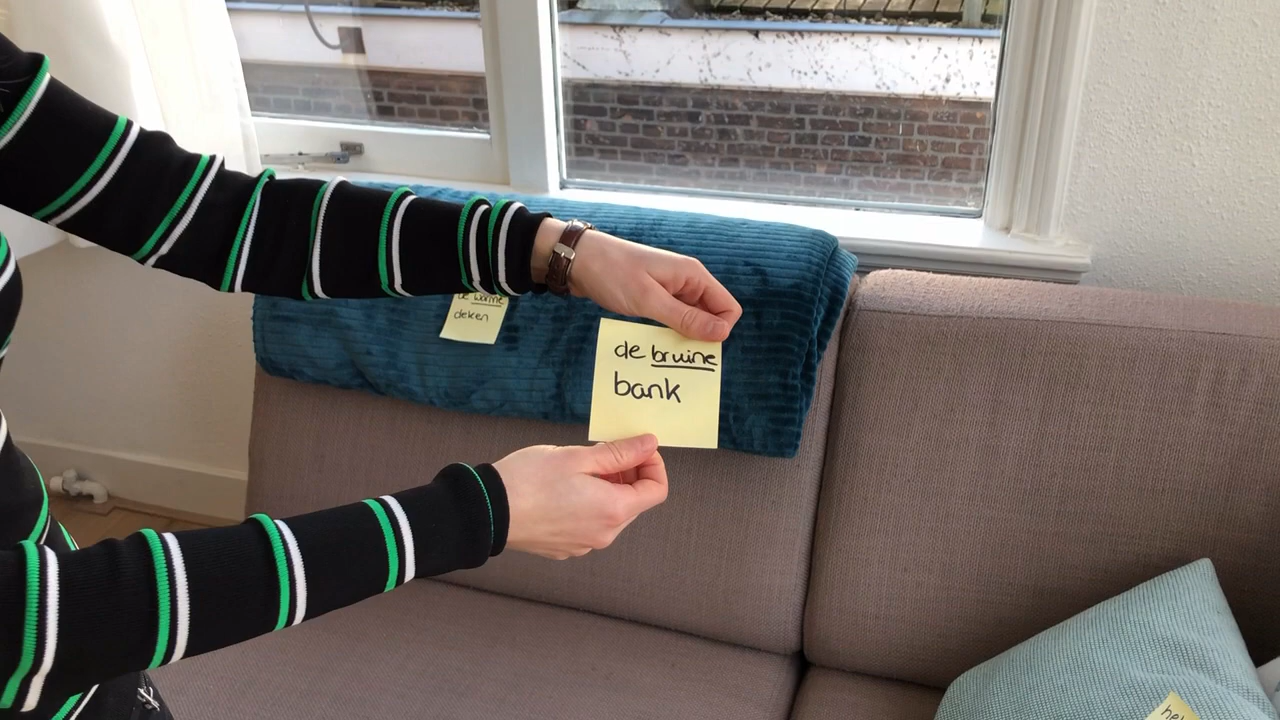 de warme
deken
de bruine
bank